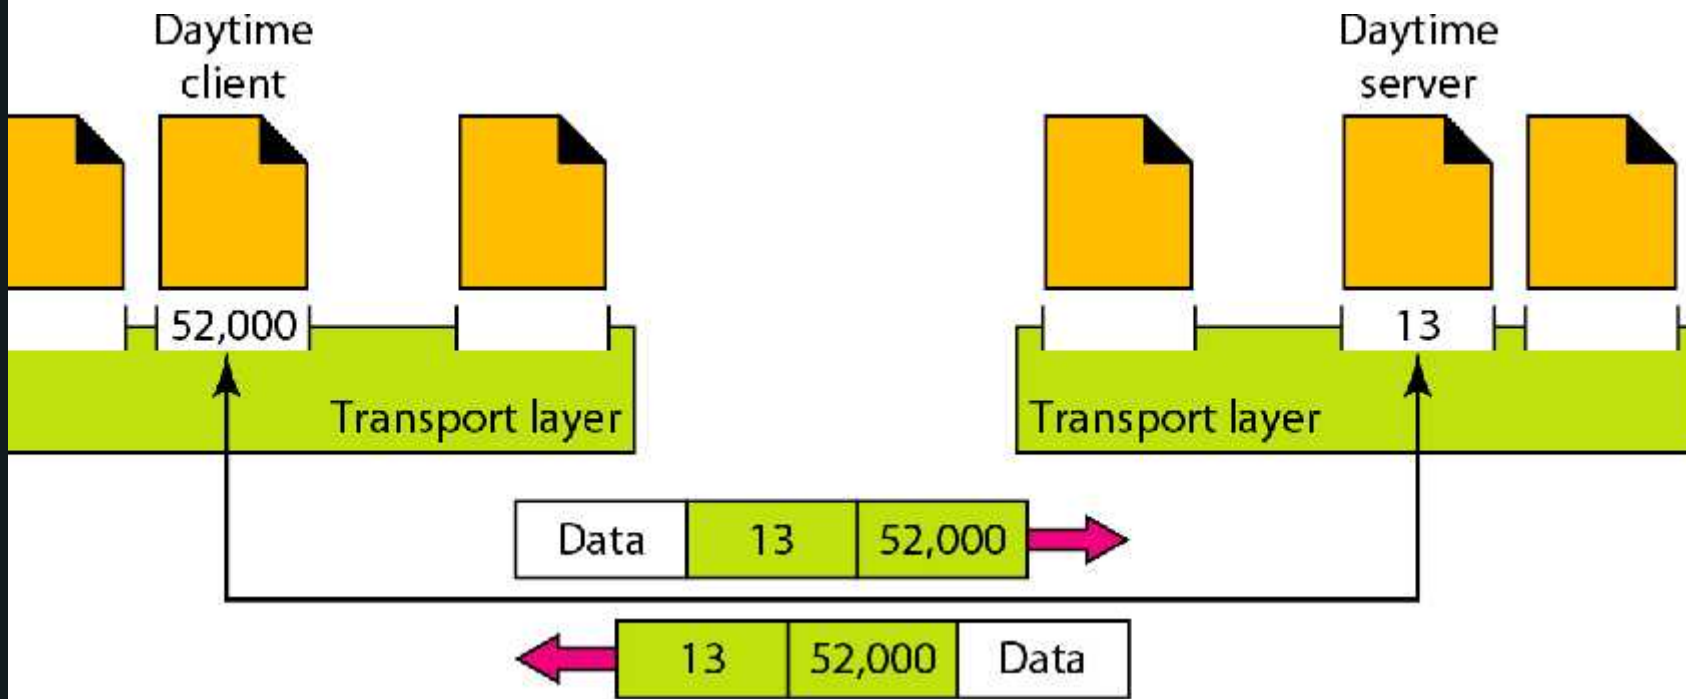 Daytime
client
Daytime
server
52,000
13
Transport layer
Transport layer
Data 13 52,000
13 52,000 Data